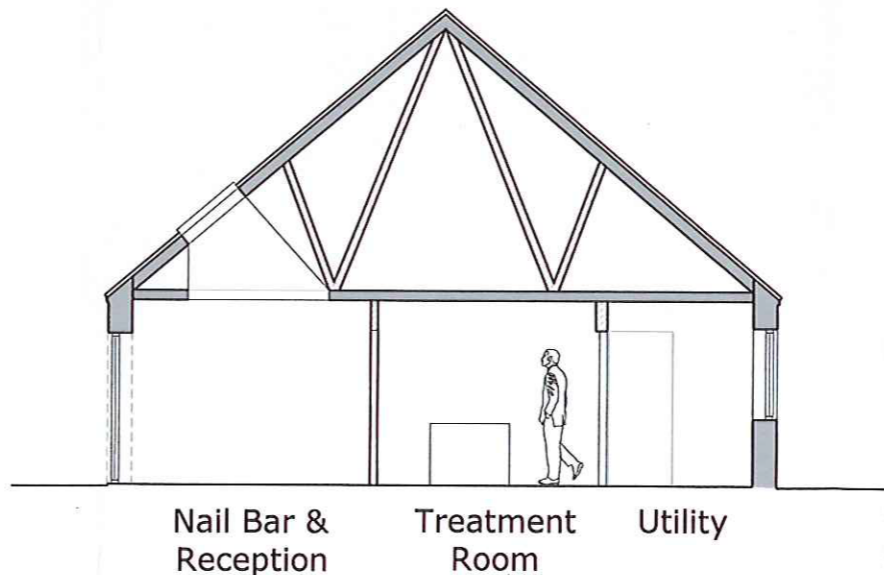 Nail Bar &
Reception
Treatment
Room
Utility